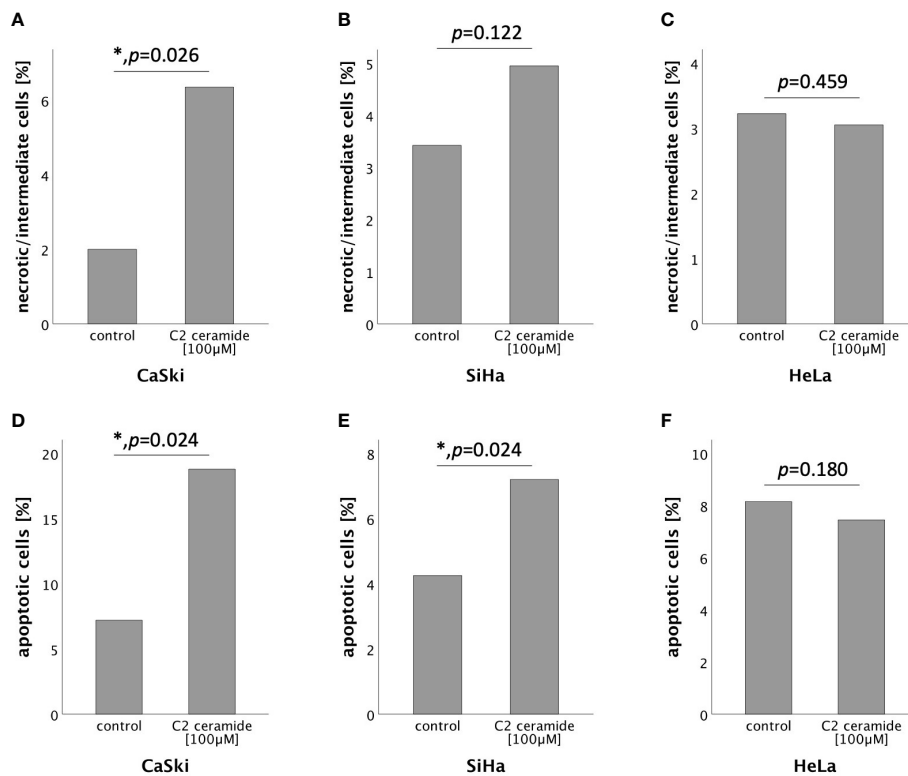 A
*,p=0.026
necrotic/intermediate cells [%]
6
4
2
0
control
C2 ceramide
[100µM]
CaSki
B
p=0.122
necrotic/intermediate cells [%]
5
4
3
2
1
0
control
C2 ceramide
[100µM]
SiHa
C
p=0.459
necrotic/intermediate cells [%]
4
3
2
1
0
control
C2 ceramide
[100µM]
HeLa
D
*,p=0.024
apoptotic cells [%]
20
15
10
5
0
control
C2 ceramide
[100µM]
CaSki
E
*,p=0.024
apoptotic cells [%]
8
6
4
2
0
control
C2 ceramide
[100µM]
SiHa
F
p=0.180
apoptotic cells [%]
10
8
6
4
2
0
control
C2 ceramide
[100µM]
HeLa